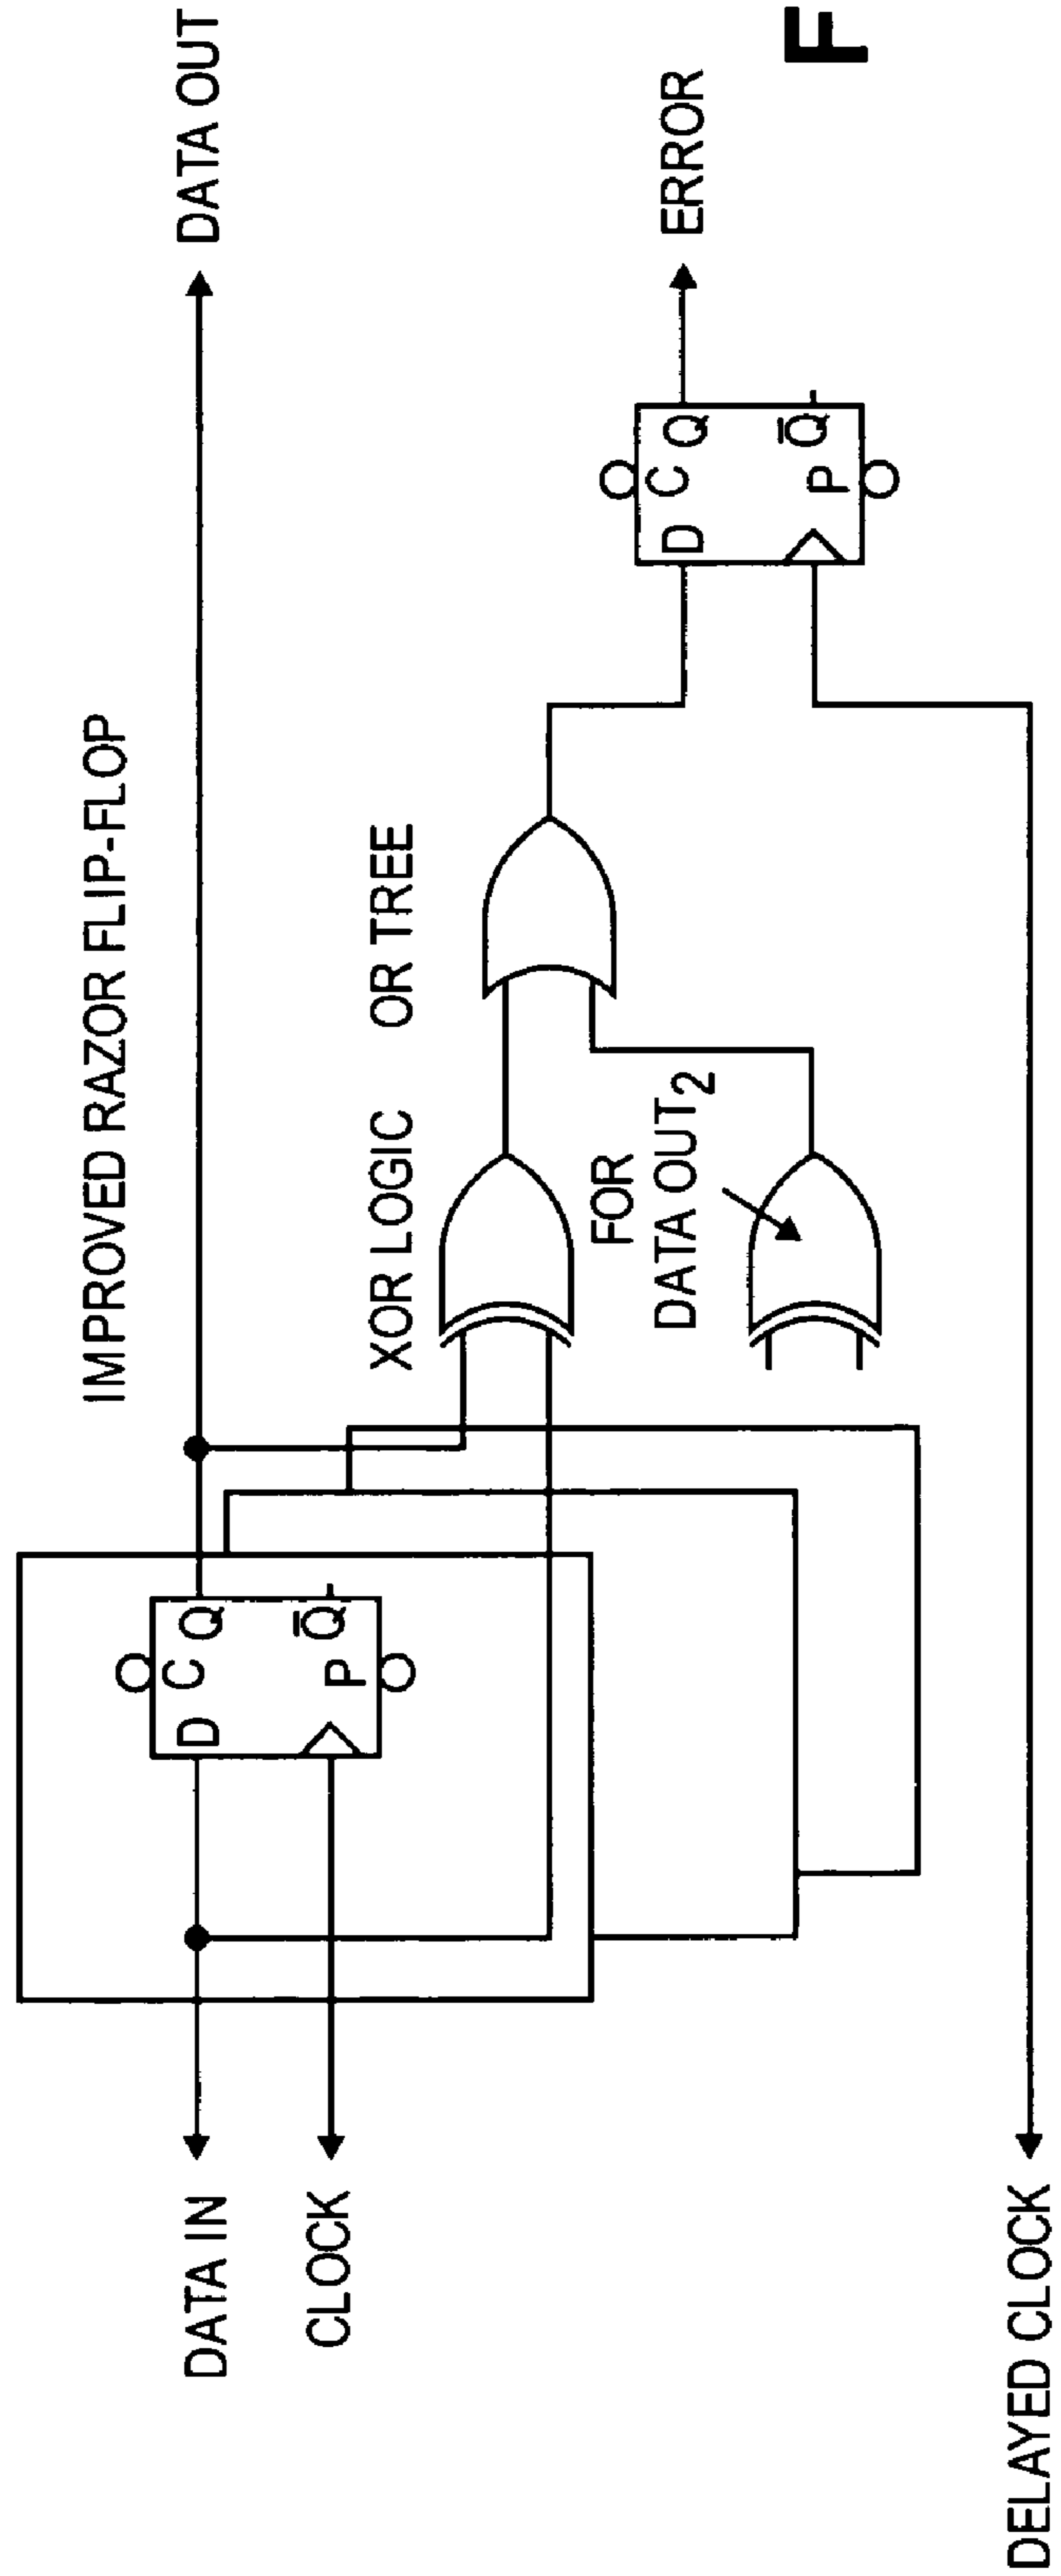 IMPROVED RAZOR FLIP-FLOP
DATA IN
D C Q
P Q̅
DATA OUT
CLOCK
XOR LOGIC
OR TREE
FOR
DATA OUT₂
D C Q
P Q̅
ERROR
DELAYED CLOCK
F